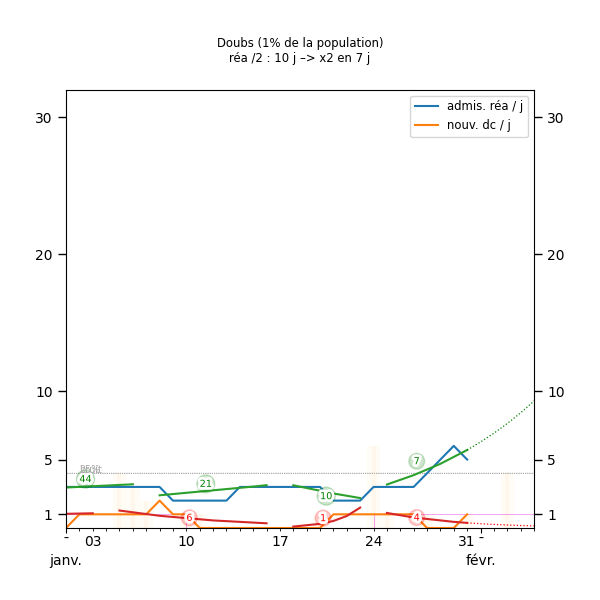 Doubs (1% de la population)
réa /2 : 10 j –> x2 en 7 j
admis. réa / j
nouv. dc / j
30 30
20 20
10 10
5 5
1 1
44
21
10
7
6
1
4
- 03 10 17 24 31 -
janv. févr.